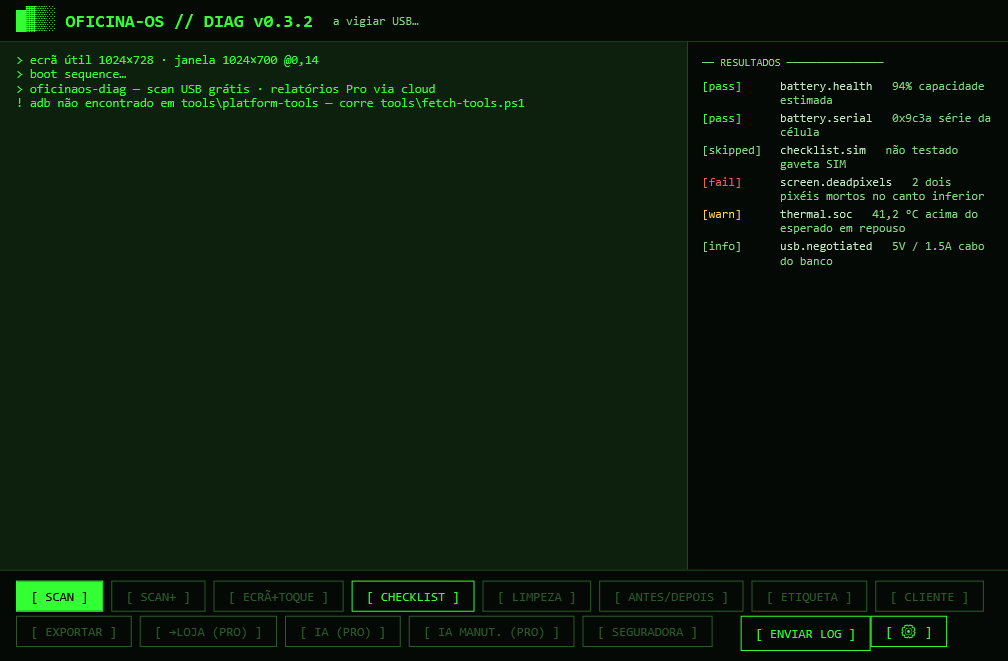 OFICINA-OS // DIAG v0.3.2 a vigiar USB…
> ecrã útil 1024×728 · janela 1024×700 @0,14
> boot sequence…
> oficinaos-diag — scan USB grátis · relatórios Pro via cloud
! adb não encontrado em tools\platform-tools — corre tools\fetch-tools.ps1
── RESULTADOS ────────────────
[pass] battery.health 94% capacidade
estimada
[pass] battery.serial 0x9c3a série da
célula
[skipped] checklist.sim não testado
gaveta SIM
[fail] screen.deadpixels 2 dois
pixéis mortos no canto inferior
[warn] thermal.soc 41,2 °C acima do
esperado em repouso
[info] usb.negotiated 5V / 1.5A cabo
do banco
[ SCAN ] [ SCAN+ ] [ ECRÃ+TOQUE ] [ CHECKLIST ] [ LIMPEZA ] [ ANTES/DEPOIS ] [ ETIQUETA ] [ CLIENTE ]
[ EXPORTAR ] [ →LOJA (PRO) ] [ IA (PRO) ] [ IA MANUT. (PRO) ] [ SEGURADORA ] [ ENVIAR LOG ] [ ⚙ ]